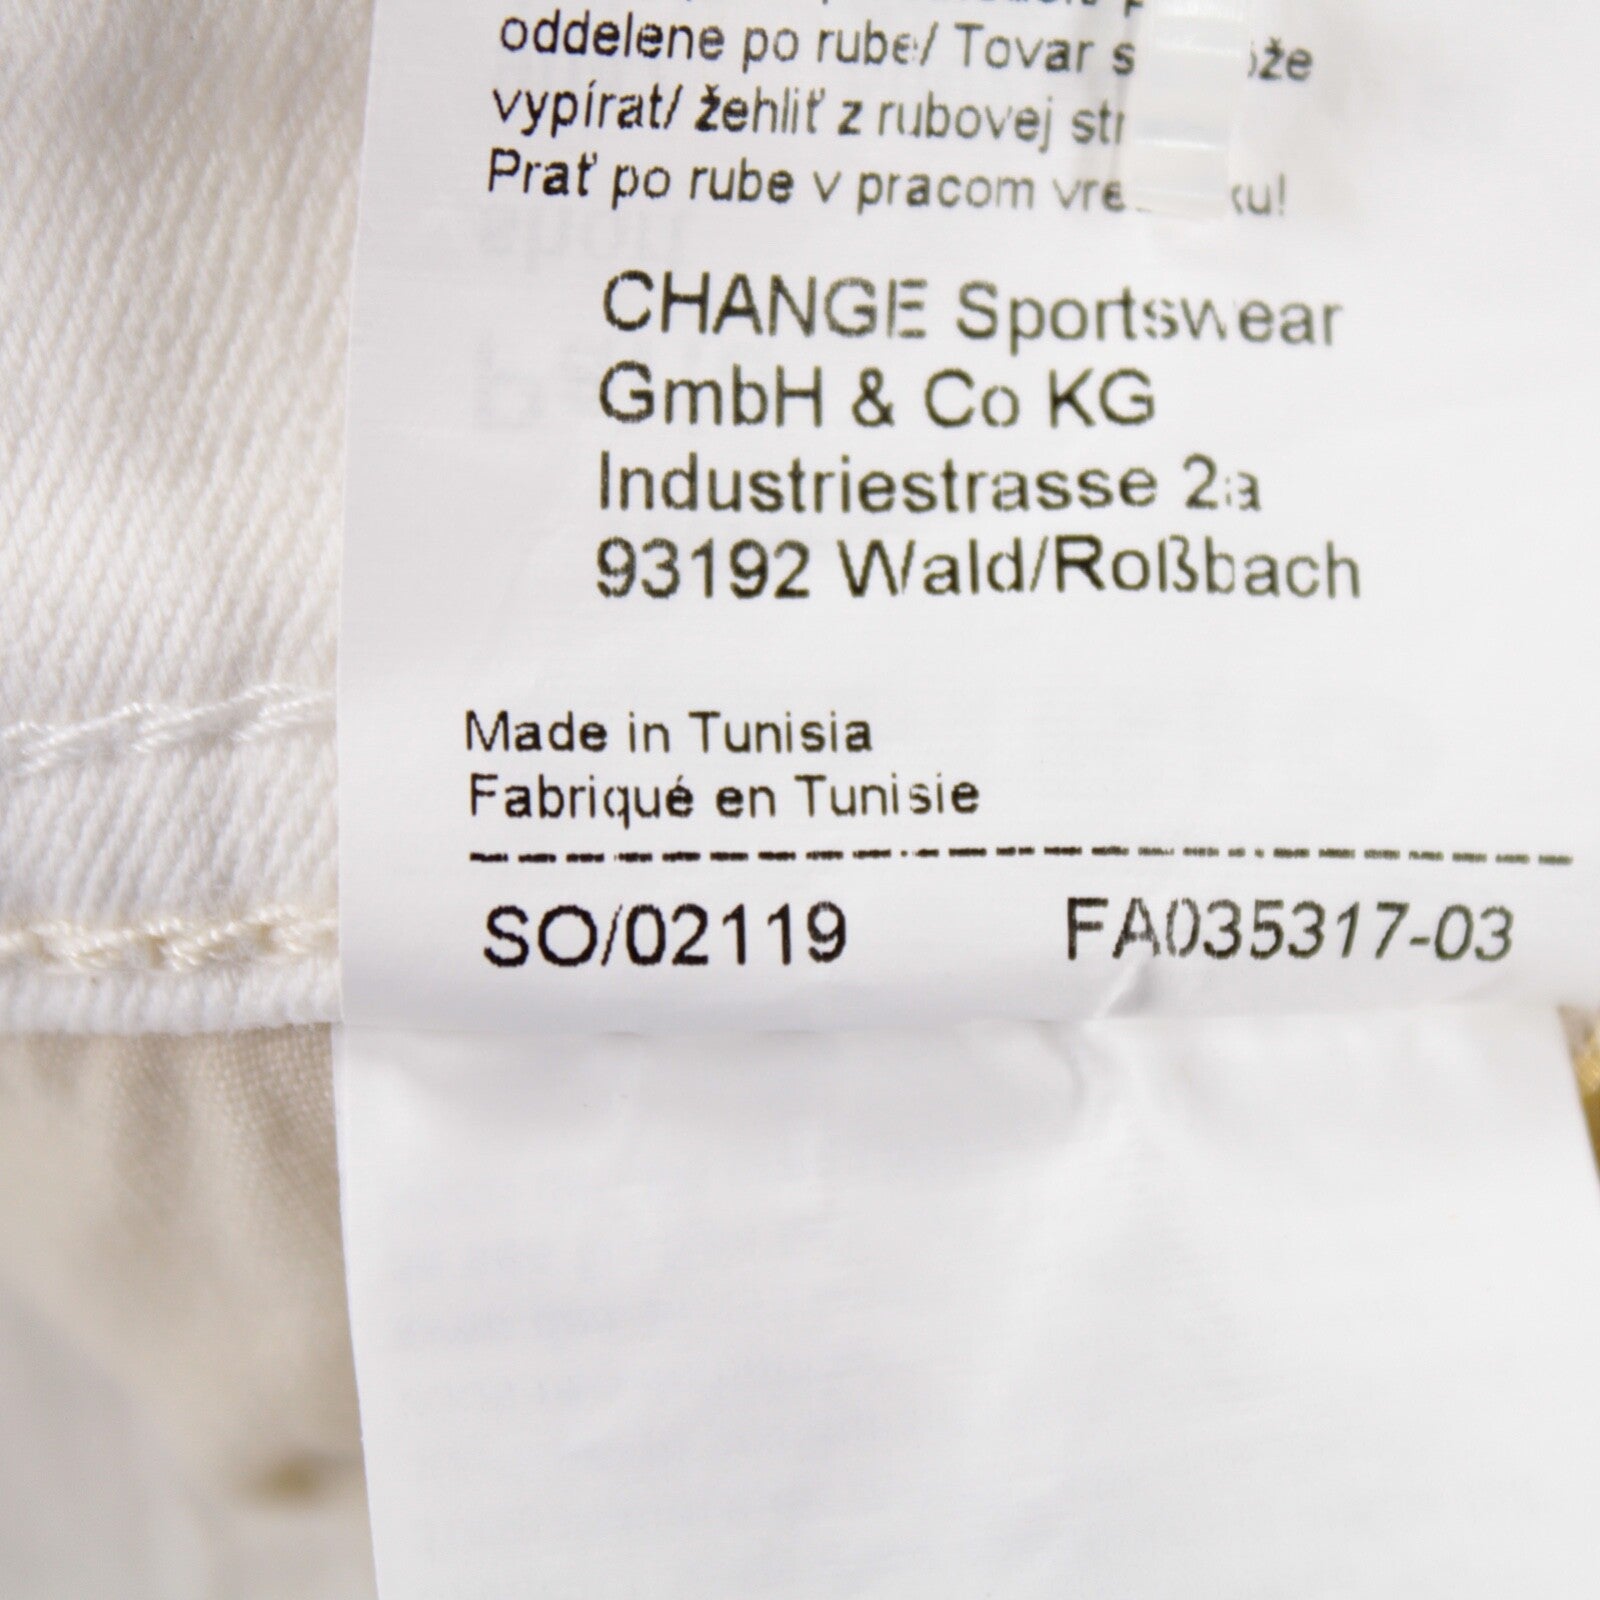 oddelene po rube/ Tovar
vypírat/ žehliť z rubovej
Prať po rube v pracom
CHANGE Sportswear
GmbH & Co KG
Industriestrasse 2a
93192 Wald/Roßbach
Made in Tunisia
Fabriqué en Tunisie
SO/02119 FA035317-03